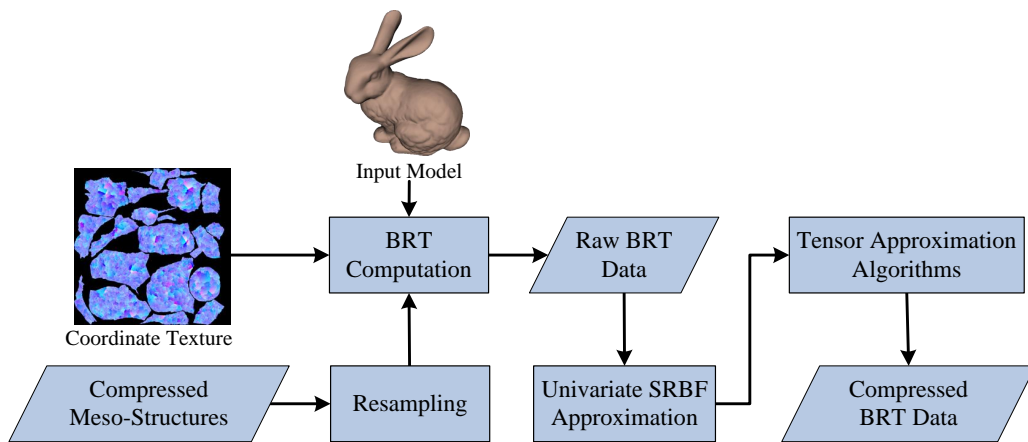 Input Model
BRT
Computation
Raw BRT
Data
Tensor Approximation
Algorithms
Coordinate Texture
Compressed
Meso-Structures
Resampling
Univariate SRBF
Approximation
Compressed
BRT Data